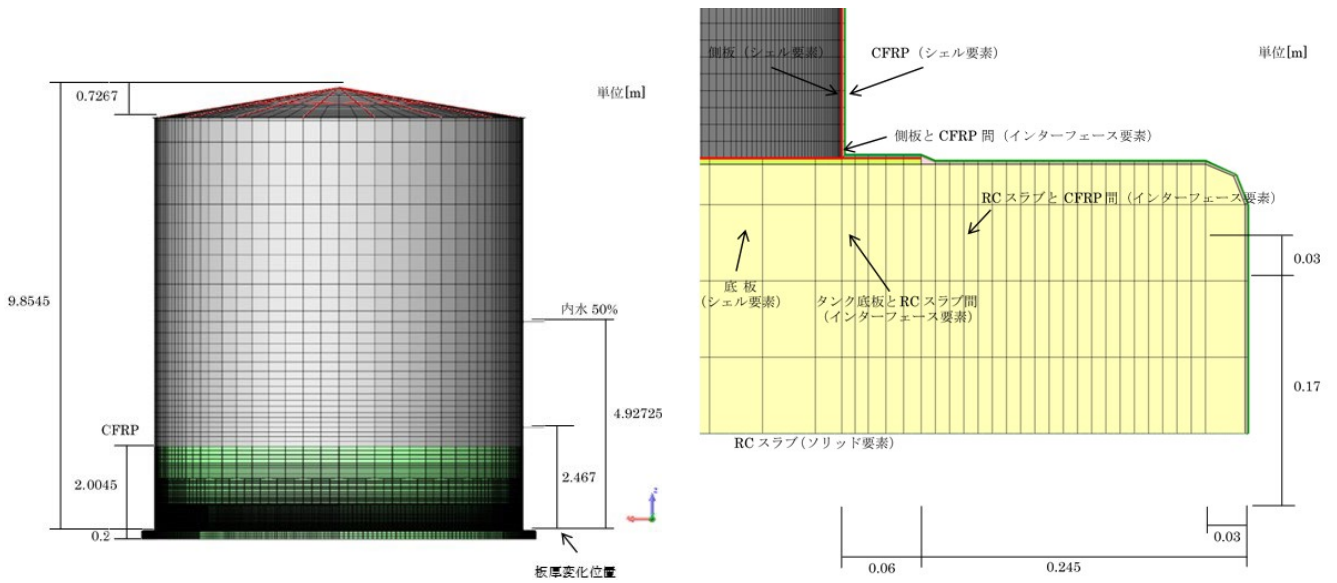 0.7267
単位[m]
9.8545
内水 50%
4.92725
CFRP
2.0045
2.467
0.2
板厚変化位置
z
側板（シェル要素）
CFRP（シェル要素）
単位[m]
側板と CFRP 間（インターフェース要素）
RC スラブと CFRP 間（インターフェース要素）
0.03
底 板
（シェル要素）
タンク底板と RC スラブ間
（インターフェース要素）
0.17
RC スラブ（ソリッド要素）
0.03
0.06
0.245